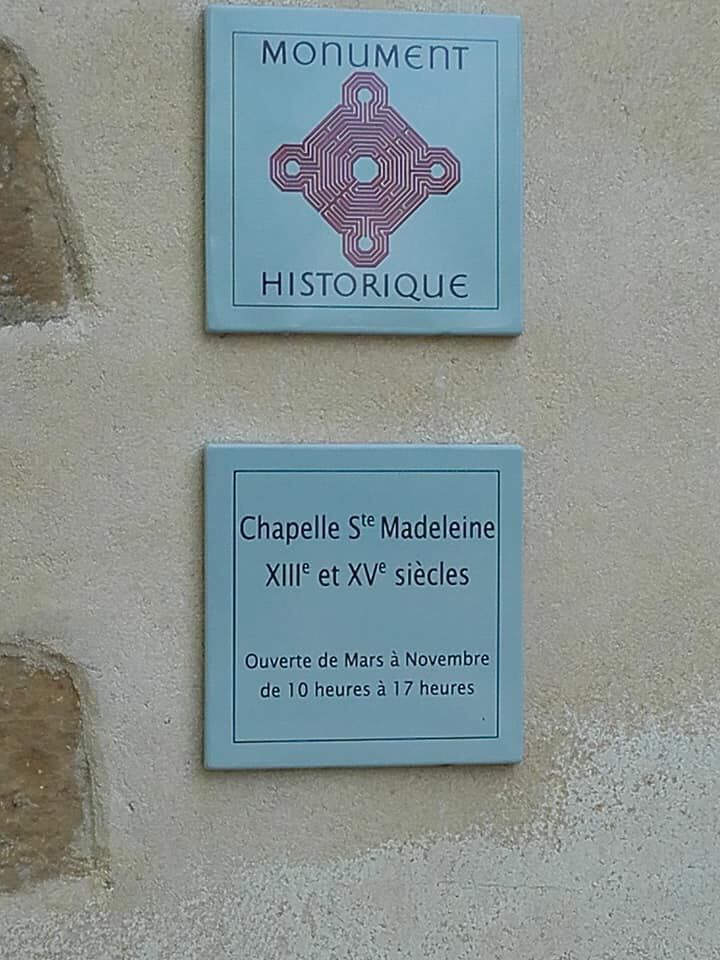 MONUMENT
HISTORIQUE
Chapelle Sᵗᵉ Madeleine
XIIIᵉ et XVᵉ siècles
Ouverte de Mars à Novembre
de 10 heures à 17 heures